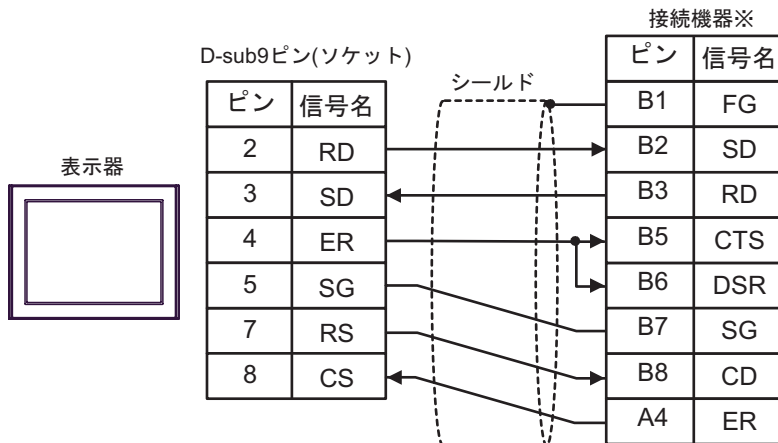 接続機器※
D-sub9ピン(ソケット)
シールド
表示器
ピン 信号名
2 RD
3 SD
4 ER
5 SG
7 RS
8 CS
ピン 信号名
B1 FG
B2 SD
B3 RD
B5 CTS
B6 DSR
B7 SG
B8 CD
A4 ER